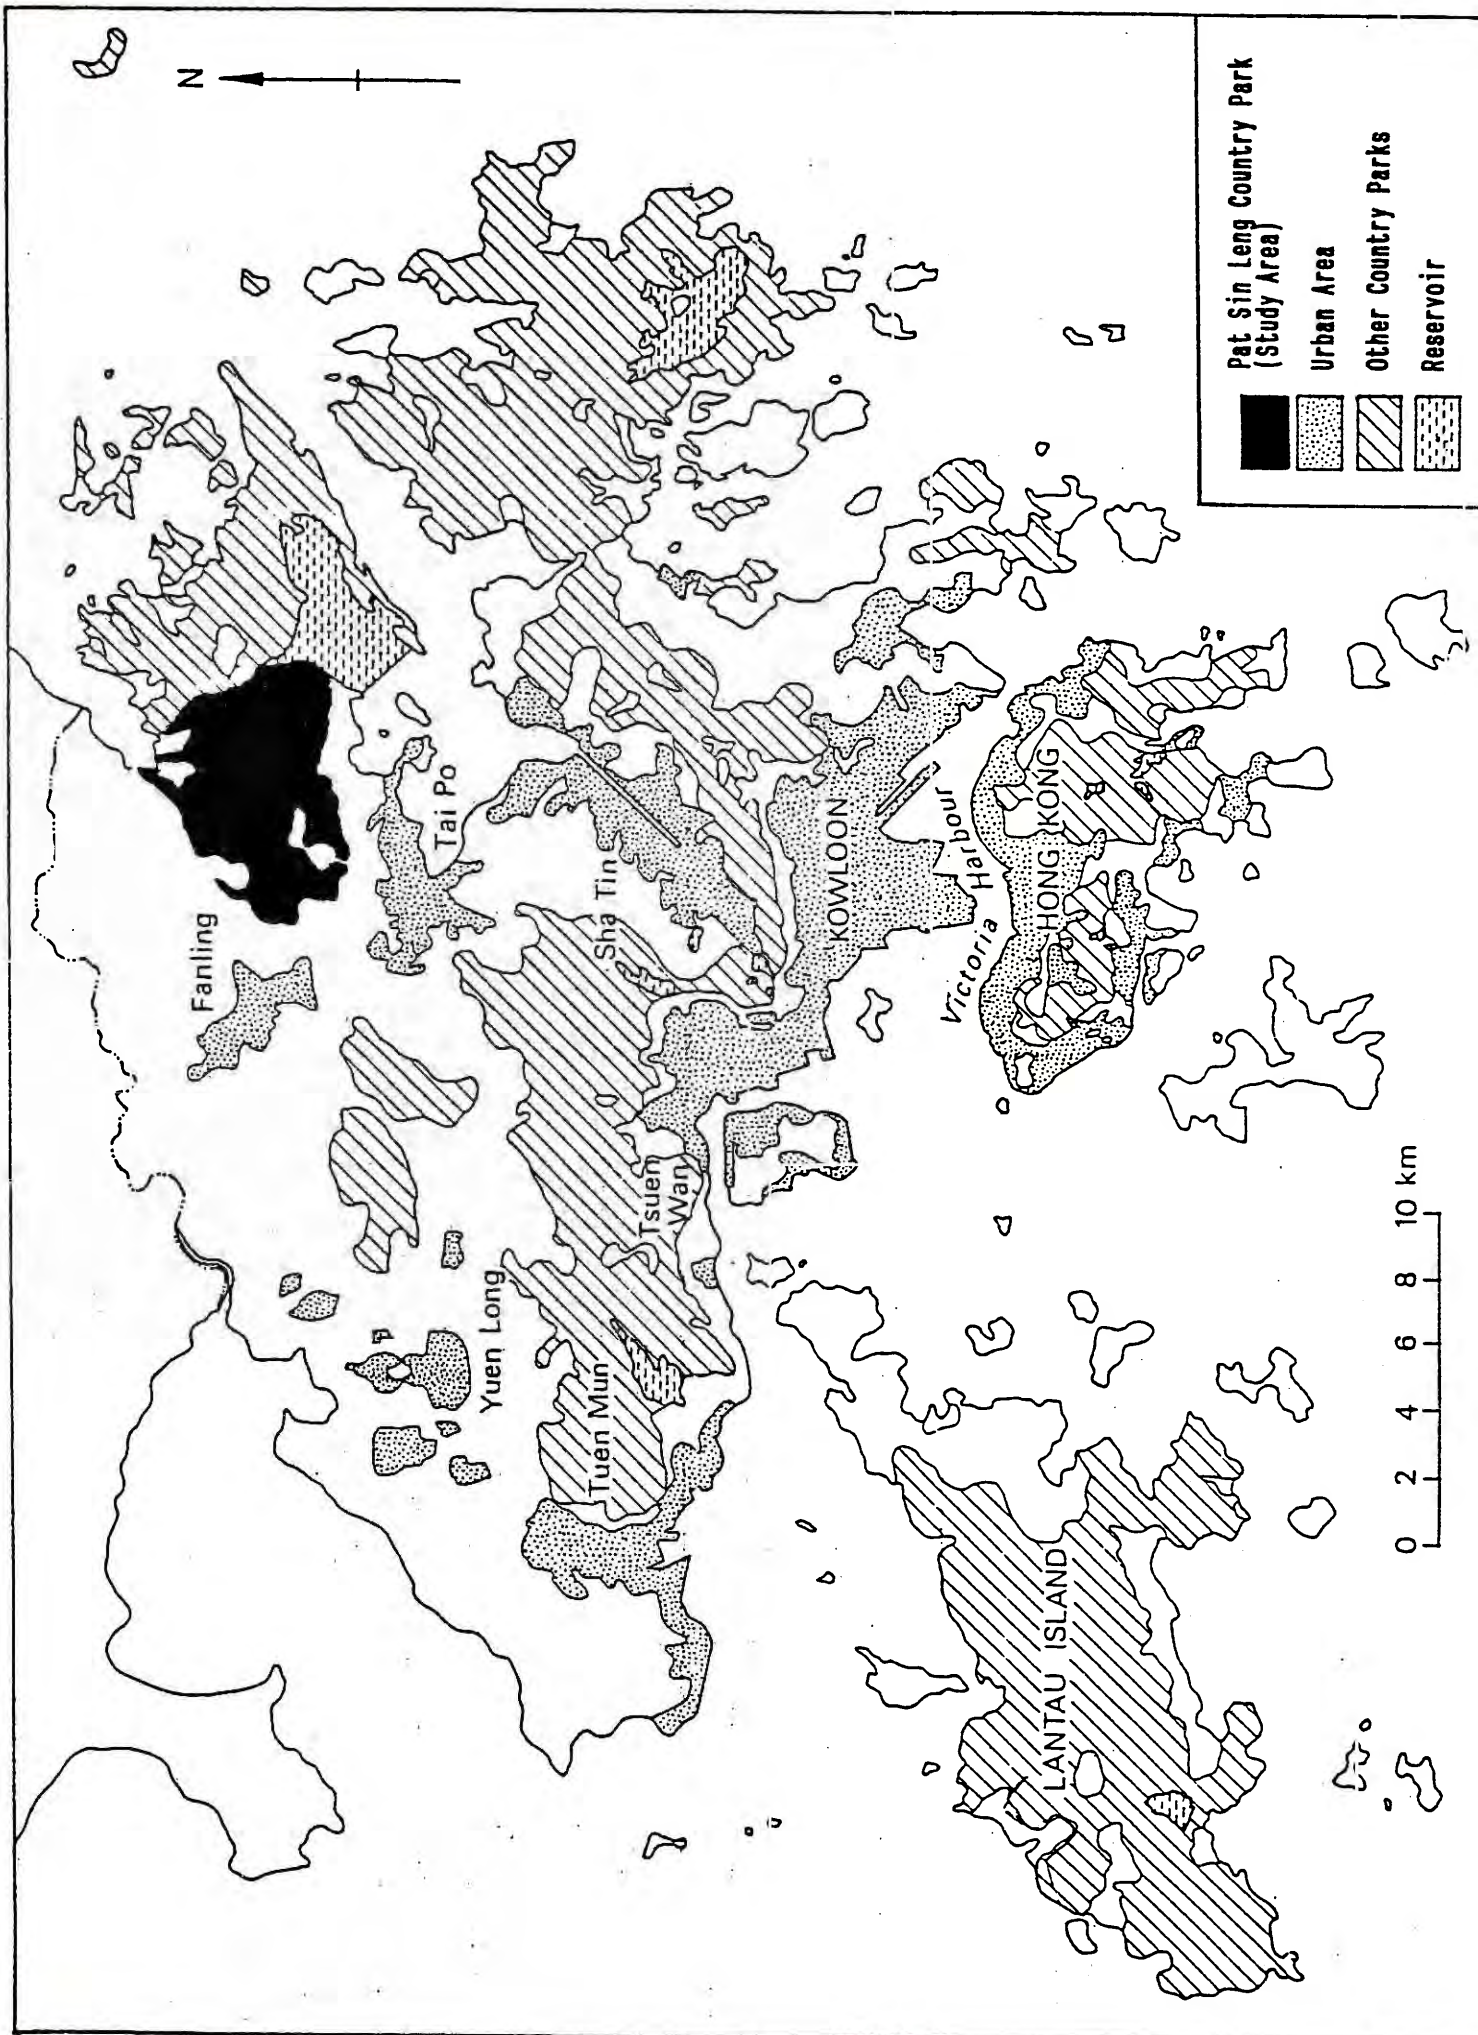 N
Fanling
Tai Po
Yuen Long
Sha Tin
Tuen Mun
Tsuen
Wan
KOWLOON
Victoria
Harbour
HONG KONG
LANTAU ISLAND
0 2 4 6 8 10 km
Pat Sin Leng Country Park
(Study Area)
Urban Area
Other Country Parks
Reservoir